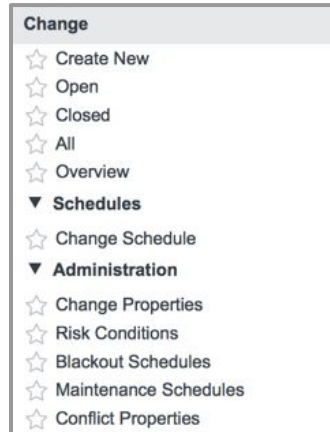 Change
Create New
Open
Closed
All
Overview
Schedules
Change Schedule
Administration
Change Properties
Risk Conditions
Blackout Schedules
Maintenance Schedules
Conflict Properties